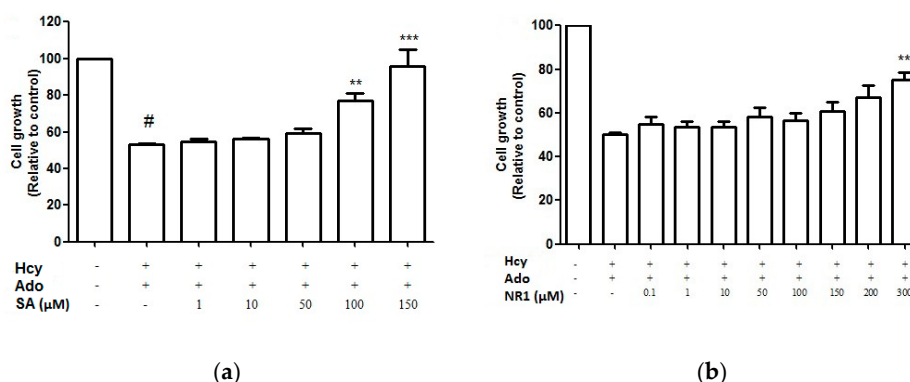 120
100
80
60
40
20
0
Cell growth
(Relative to control)
#
**
***
Hcy - + + + + + +
Ado - + + + + + +
SA (μM) - - 1 10 50 100 150
(a)
100
80
60
40
20
0
Cell growth
(Relative to control)
**
Hcy - + + + + + + + +
Ado - + + + + + + + +
NR1 (μM) - - 0.1 1 10 50 100 150 200 300
(b)